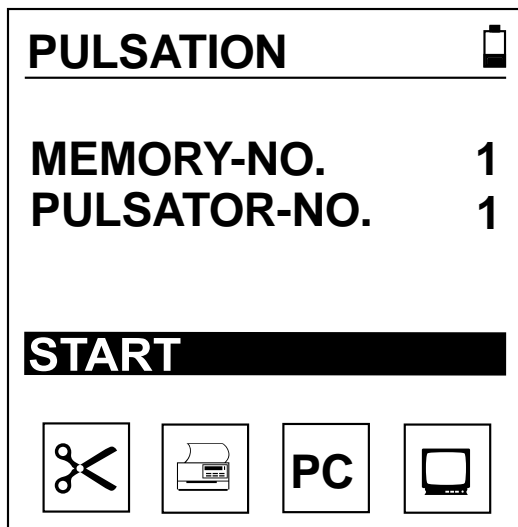 PULSATION
MEMORY-NO. 1
PULSATOR-NO. 1
START
PC